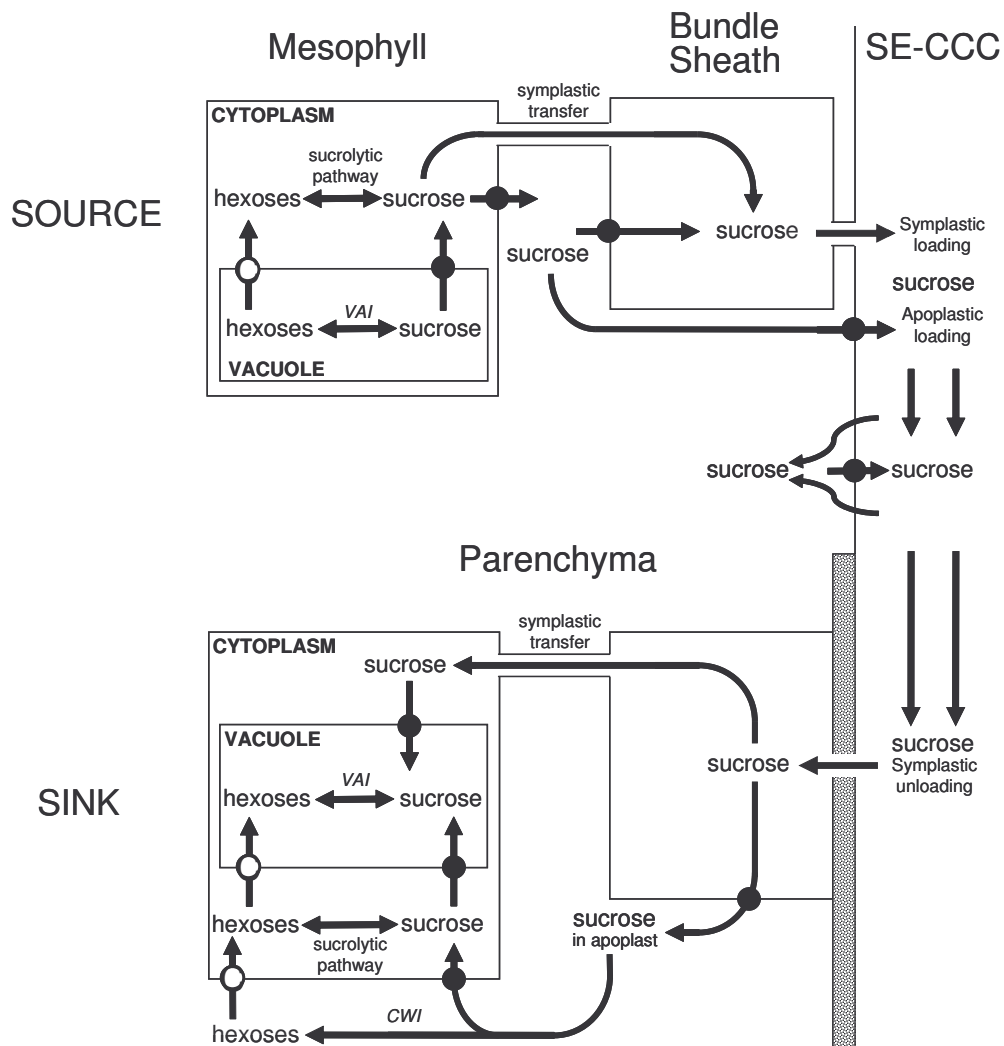 Mesophyll
Bundle
Sheath
SE-CCC
symplastic
transfer
CYTOPLASM
sucrolytic
pathway
hexoses
sucrose
SOURCE
sucrose
sucrose
Symplastic
loading
sucrose
Apoplastic
loading
VAI
hexoses
sucrose
VACUOLE
sucrose
sucrose
Parenchyma
symplastic
transfer
CYTOPLASM
sucrose
VACUOLE
sucrose
sucrose
Symplastic
unloading
VAI
hexoses
sucrose
SINK
hexoses
sucrose
sucrolytic
pathway
sucrose
in apoplast
CWI
hexoses